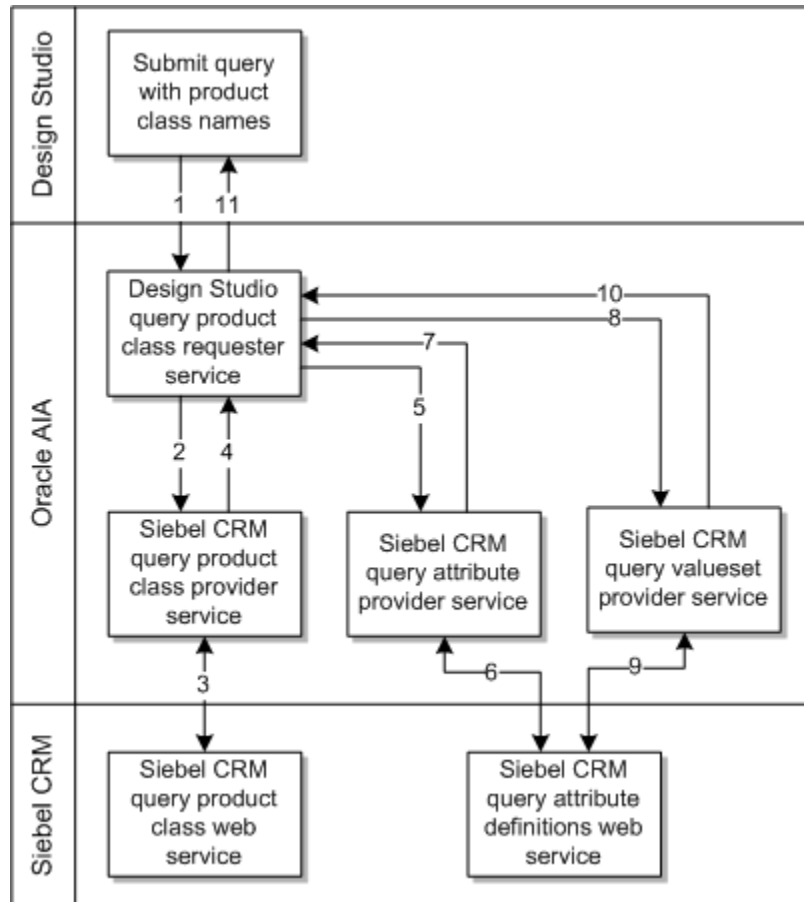 Design Studio
Submit query
with product
class names
1
11
Oracle AIA
Design Studio
query product
class requester
service
10
8
7
5
2
4
Siebel CRM
query product
class provider
service
Siebel CRM
query attribute
provider service
Siebel CRM
query valueset
provider service
3
6
9
Siebel CRM
Siebel CRM
query product
class web
service
Siebel CRM
query attribute
definitions web
service